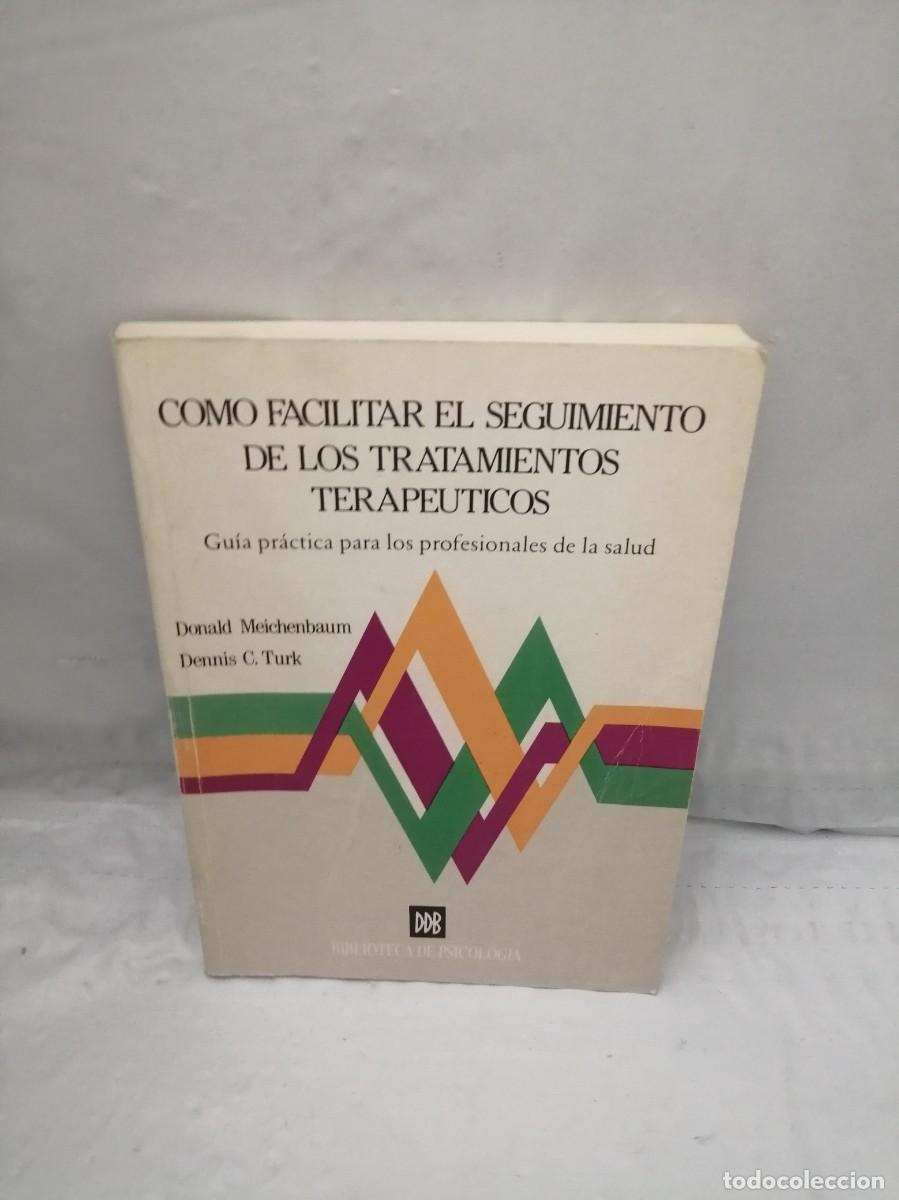 COMO FACILITAR EL SEGUIMIENTO
DE LOS TRATAMIENTOS
TERAPEUTICOS
Guía práctica para los profesionales de la salud
Donald Meichenbaum
Dennis C. Turk
DDB
BIBLIOTECA DE PSICOLOGIA
todocoleccion